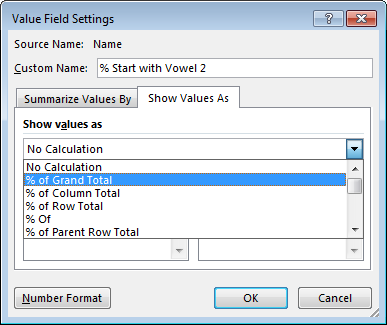 Value Field Settings
Source Name: Name
Custom Name: % Start with Vowel 2
Summarize Values By Show Values As
Show values as
No Calculation
No Calculation
% of Grand Total
% of Column Total
% of Row Total
% Of
% of Parent Row Total
Number Format OK Cancel